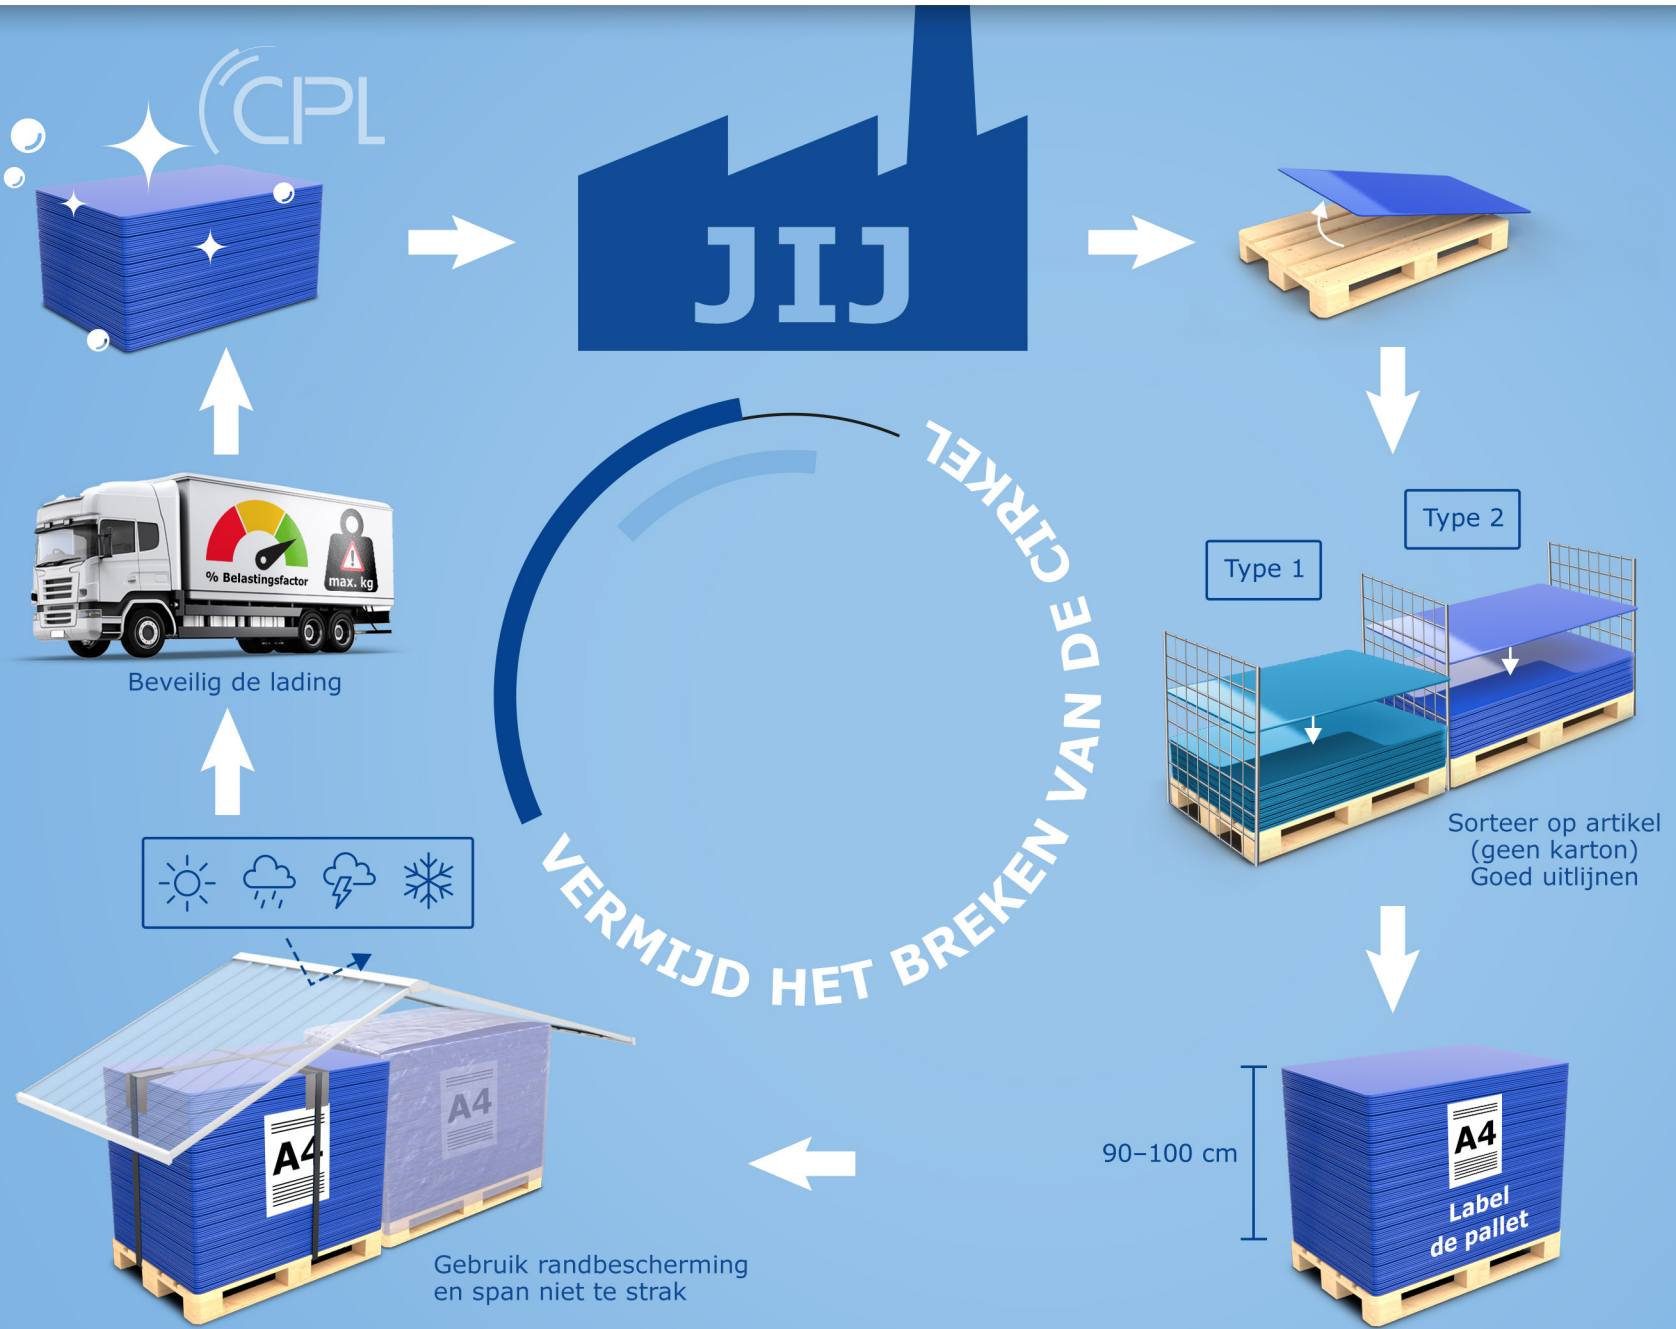 CPL
JIJ
Type 2
Type 1
% Belastingsfactor
max. kg
Beveilig de lading
VERMIJD HET BREKEN VAN DE CIRKEL
Sorteer op artikel
(geen karton)
Goed uitlijnen
A4
A4
A4
90–100 cm
Label
de pallet
Gebruik randbescherming
en span niet te strak